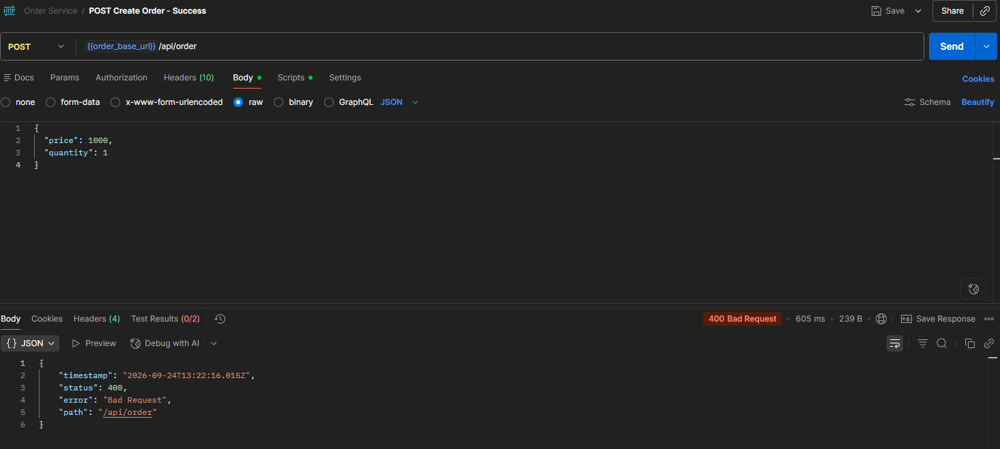 HTTP Order Service / POST Create Order - Success Save Share
POST {{order_base_url}} /api/order Send
Docs Params Authorization Headers (10) Body Scripts Settings Cookies
none form-data x-www-form-urlencoded raw binary GraphQL JSON Schema Beautify
1 {
2 "price": 1000,
3 "quantity": 1
4 }
Body Cookies Headers (4) Test Results (0/2) 400 Bad Request • 605 ms • 239 B e.g. Save Response
{} JSON Preview Debug with AI
1 {
2 "timestamp": "2026-09-24T13:22:16.015Z",
3 "status": 400,
4 "error": "Bad Request",
5 "path": "/api/order"
6 }